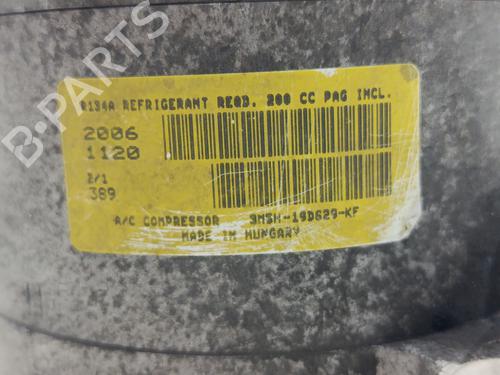 B-PARTS
R134A REFRIGERANT REQD. 200 CC PAG INCL.
2006
1120
2/1
389
A/C COMPRESSOR 3M5H-19D629-KF
MADE IN HUNGARY